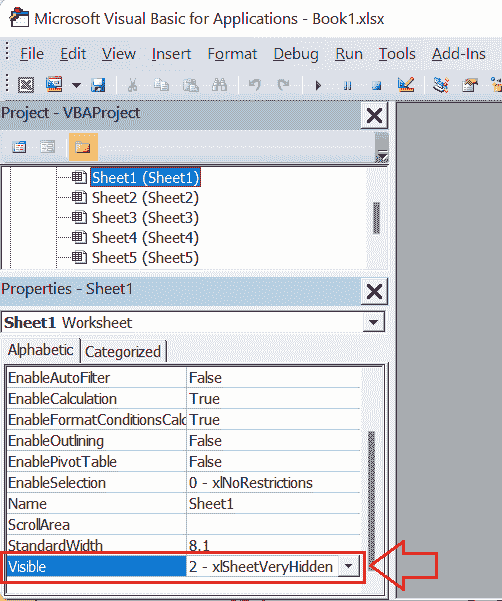 Microsoft Visual Basic for Applications - Book1.xlsx
File Edit View Insert Format Debug Run Tools Add-Ins
Project - VBAProject
Sheet1 (Sheet1)
Sheet2 (Sheet2)
Sheet3 (Sheet3)
Sheet4 (Sheet4)
Sheet5 (Sheet5)
Properties - Sheet1
Sheet1 Worksheet
Alphabetic Categorized
EnableAutoFilter False
EnableCalculation True
EnableFormatConditionsCalc True
EnableOutlining False
EnablePivotTable False
EnableSelection 0 - xlNoRestrictions
Name Sheet1
ScrollArea
StandardWidth 8.1
Visible 2 - xlSheetVeryHidden